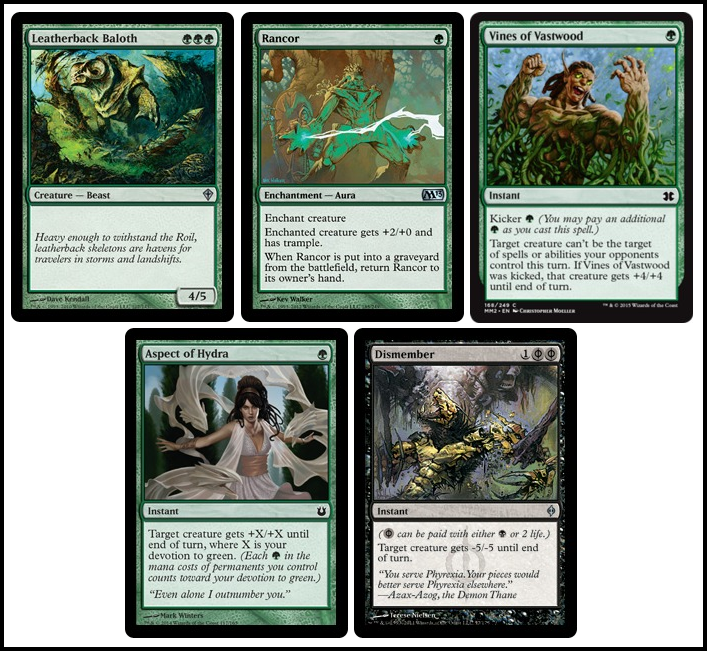 Leatherback Baloth
Creature — Beast
Heavy enough to withstand the Roil,
leatherback skeletons are havens for
travelers in storms and landshifts.
4/5
Dave Kendall
Rancor
Enchantment — Aura
M13
Enchant creature
Enchanted creature gets +2/+0 and
has trample.
When Rancor is put into a graveyard
from the battlefield, return Rancor to
its owner's hand.
Kev Walker
Vines of Vastwood
Instant
Kicker (You may pay an additional
as you cast this spell.)
Target creature can't be the target
of spells or abilities your opponents
control this turn. If Vines of Vastwood
was kicked, that creature gets +4/+4
until end of turn.
168/249 C
MM2 • EN Christopher Moeller
™ & © 2015 Wizards of the Coast
Aspect of Hydra
Instant
Target creature gets +X/+X until
end of turn, where X is your
devotion to green. (Each in the
mana costs of permanents you control
counts toward your devotion to green.)
"Even alone I outnumber you."
Mark Winters
Dismember
1
Instant
( can be paid with either or 2 life.)
Target creature gets -5/-5 until end
of turn.
"You serve Phyrexia. Your pieces would
better serve Phyrexia elsewhere."
—Azax-Azog, the Demon Thane
Terese Nielsen